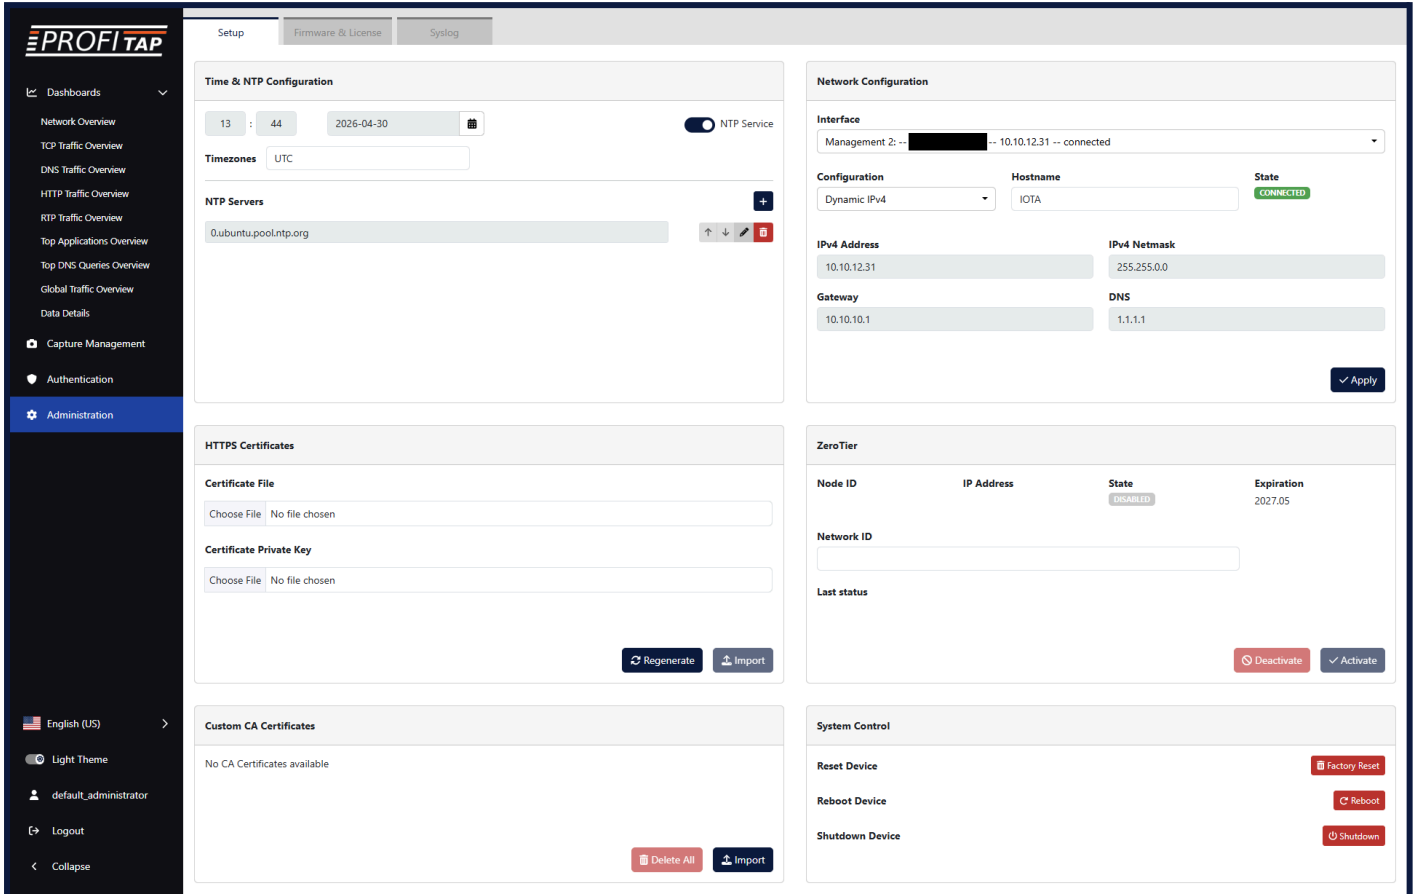 PROFITAP
Dashboards
Network Overview
TCP Traffic Overview
DNS Traffic Overview
HTTP Traffic Overview
RTP Traffic Overview
Top Applications Overview
Top DNS Queries Overview
Global Traffic Overview
Data Details
Capture Management
Authentication
Administration
English (US)
Light Theme
default_administrator
Logout
Collapse
Setup
Firmware & License
Syslog
Time & NTP Configuration
13 : 44 2026-04-30
NTP Service
Timezones UTC
NTP Servers
0.ubuntu.pool.ntp.org
Network Configuration
Interface
Management 2: -- -- 10.10.12.31 -- connected
Configuration Hostname State
Dynamic IPv4 IOTA CONNECTED
IPv4 Address IPv4 Netmask
10.10.12.31 255.255.0.0
Gateway DNS
10.10.10.1 1.1.1.1
Apply
HTTPS Certificates
Certificate File
Choose File No file chosen
Certificate Private Key
Choose File No file chosen
Regenerate Import
ZeroTier
Node ID IP Address State Expiration
DISABLED 2027.05
Network ID
Last status
Deactivate Activate
Custom CA Certificates
No CA Certificates available
Delete All Import
System Control
Reset Device Factory Reset
Reboot Device Reboot
Shutdown Device Shutdown